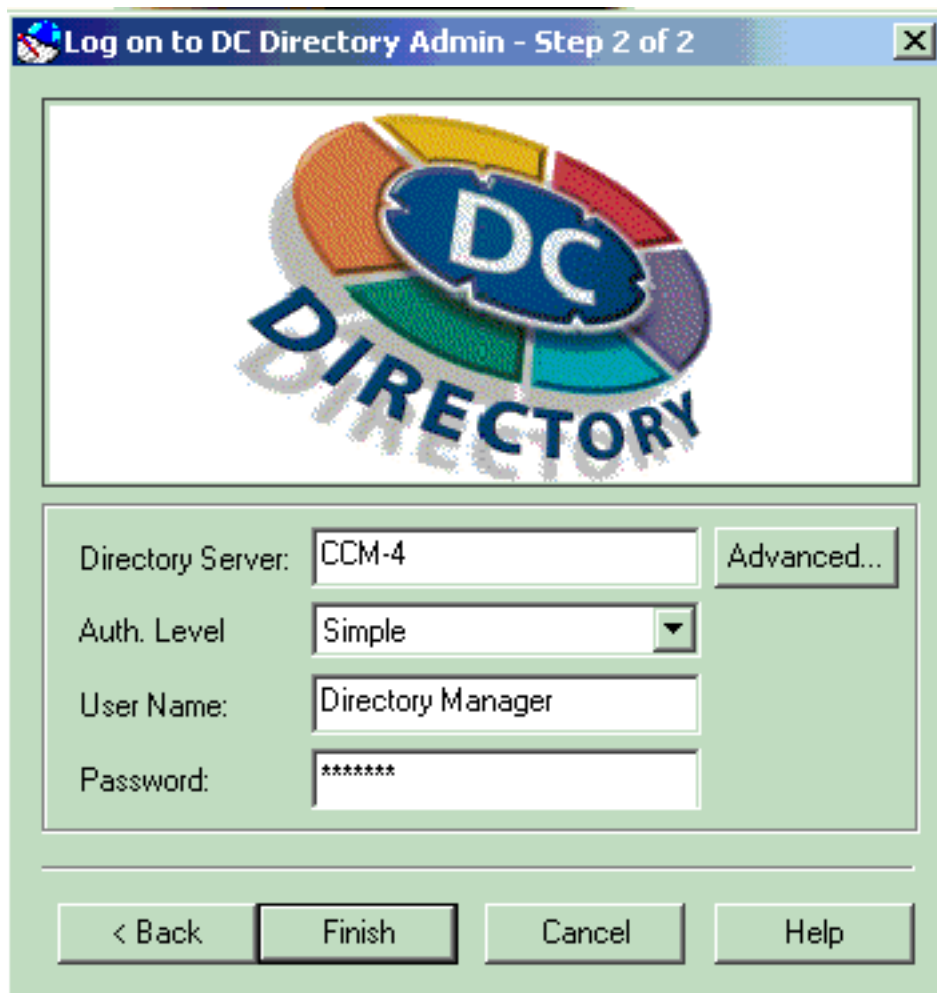 Log on to DC Directory Admin - Step 2 of 2
DC
DIRECTORY
Directory Server: CCM-4 Advanced...
Auth. Level Simple
User Name: Directory Manager
Password: *******
< Back Finish Cancel Help